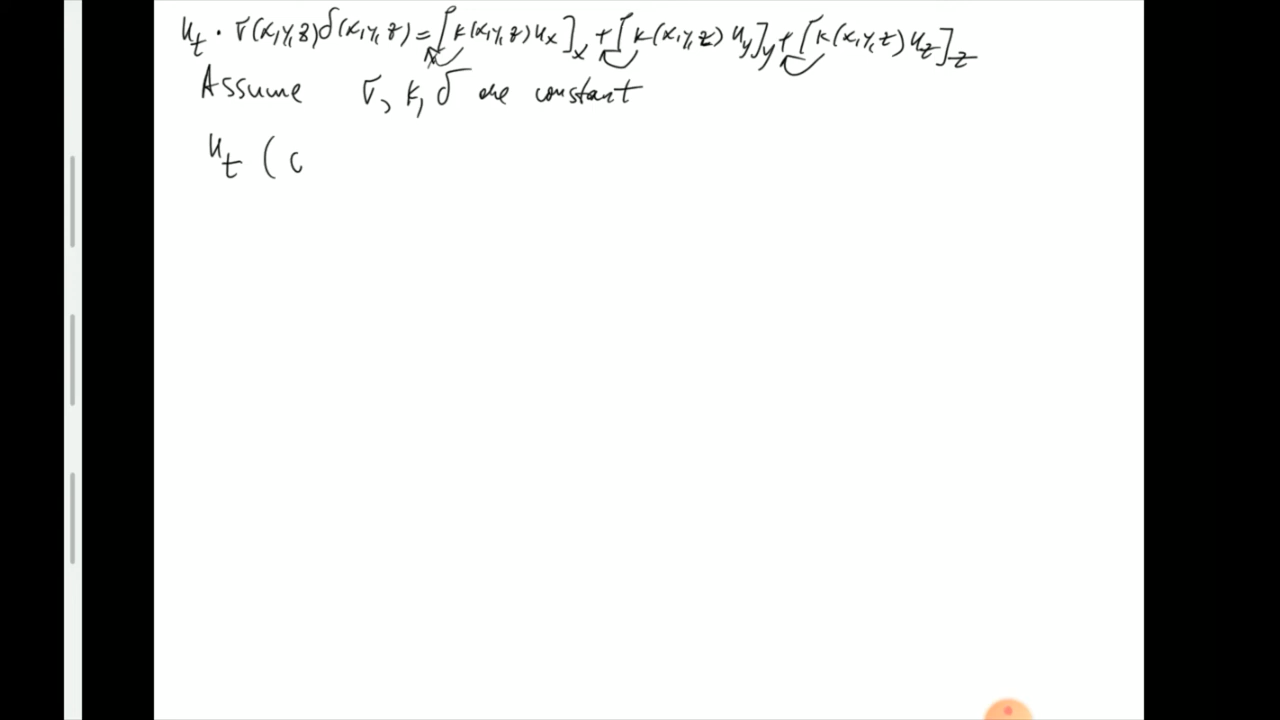 u_t · σ(x,y,z)δ(x,y,z) = [k(x,y,z)u_x]_x + [k(x,y,z) u_y]_y + [k(x,y,z) u_z]_z
Assume σ, k, δ are constant
u_t ( σ